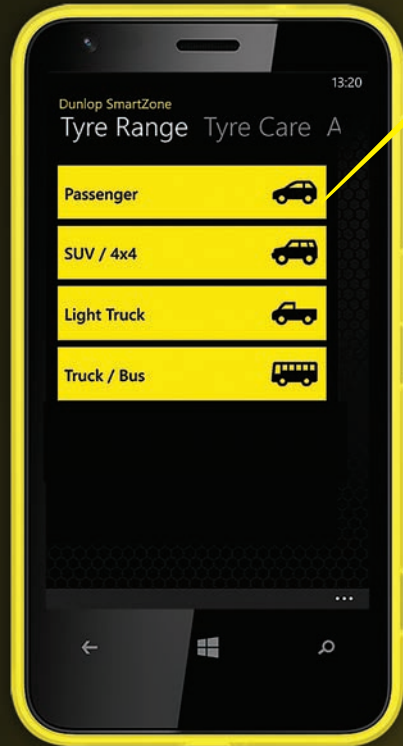 13:20
Dunlop SmartZone
Tyre Range Tyre Care A
Passenger
SUV / 4x4
Light Truck
Truck / Bus
...